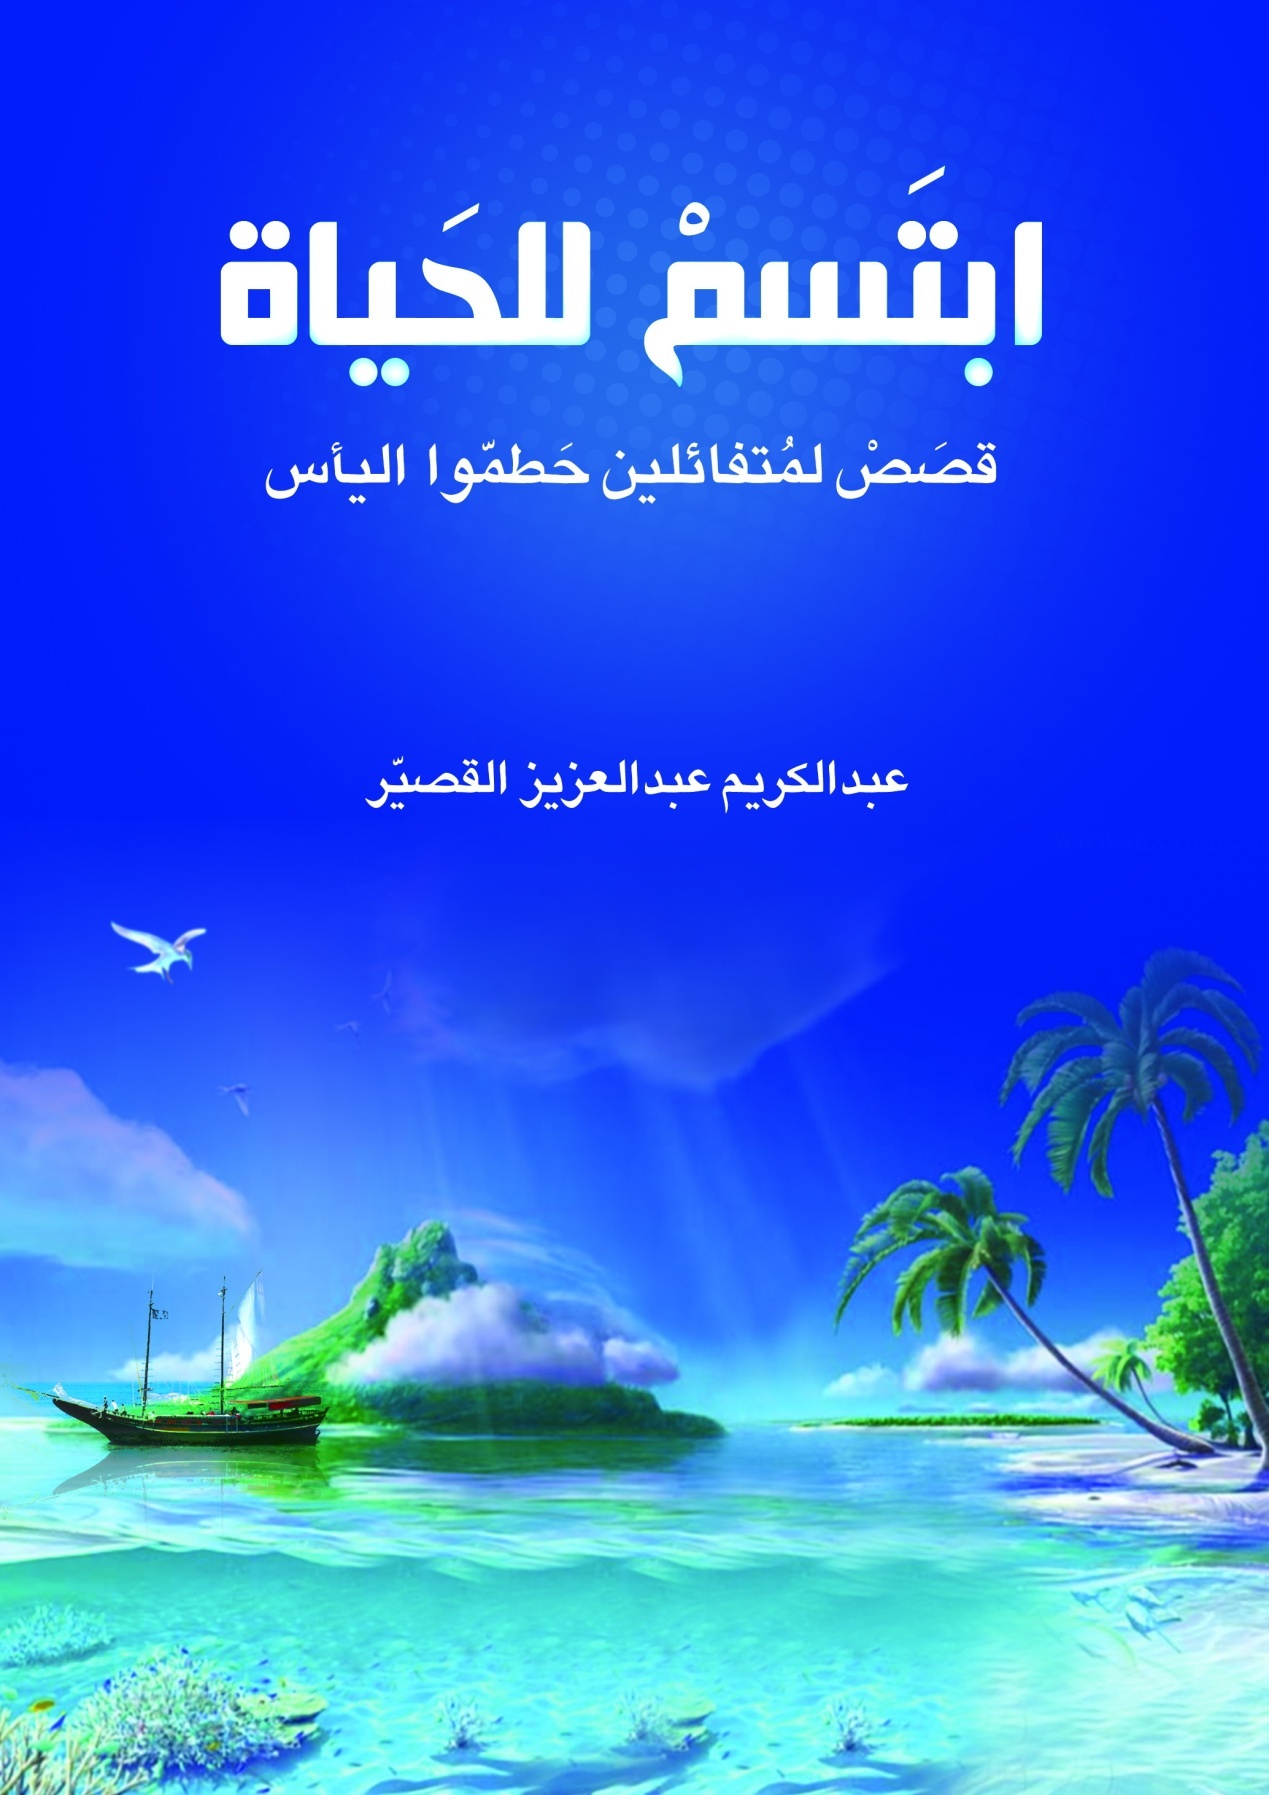 ابتَسمْ للحَياة
قصَصْ لمُتفائلين حَطمّوا اليأس
عبدالكريم عبدالعزيز القصيّر